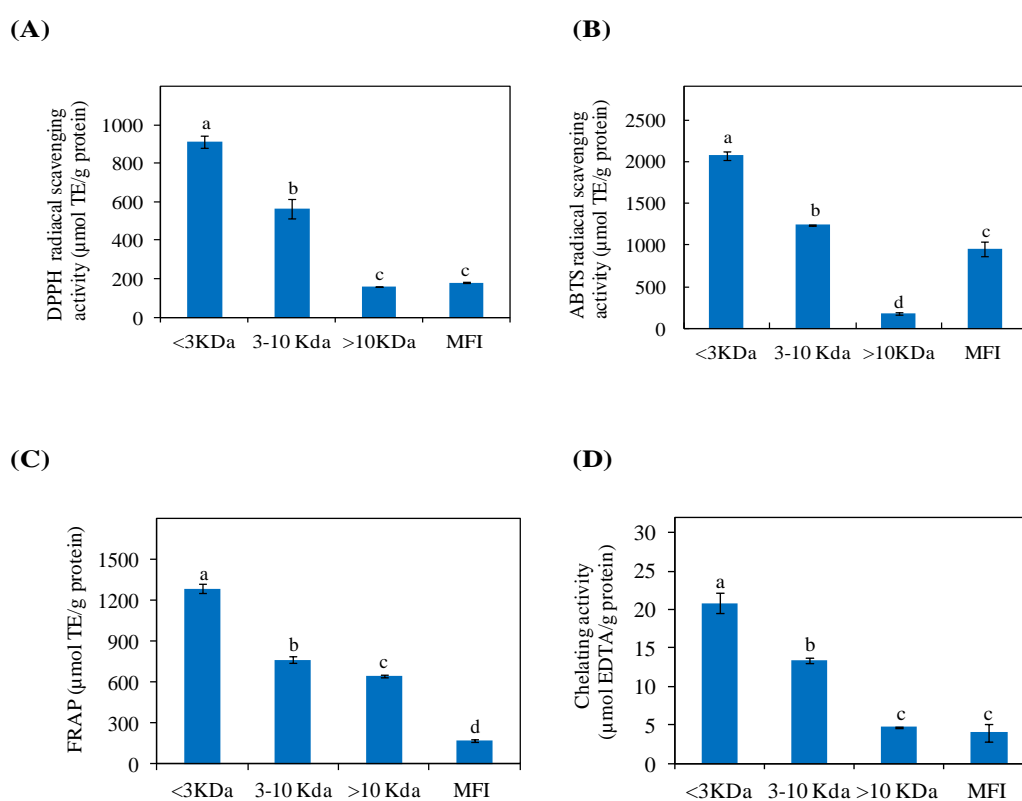 (A)
DPPH radiacal scavenging
activity (µmol TE/g protein)
1000
800
600
400
200
0
a
b
c
c
<3KDa
3-10 Kda
>10KDa
MFI
(B)
ABTS radiacal scavenging
activity (µmol TE/g protein)
2500
2000
1500
1000
500
0
a
b
d
c
<3KDa
3-10 Kda
>10KDa
MFI
(C)
FRAP (µmol TE/g protein)
1500
1200
900
600
300
0
a
b
c
d
<3KDa
3-10 Kda
>10KDa
MFI
(D)
Chelating activity
(µmol EDTA/g protein)
30
25
20
15
10
5
0
a
b
c
c
<3KDa
3-10 Kda
>10 KDa
MFI